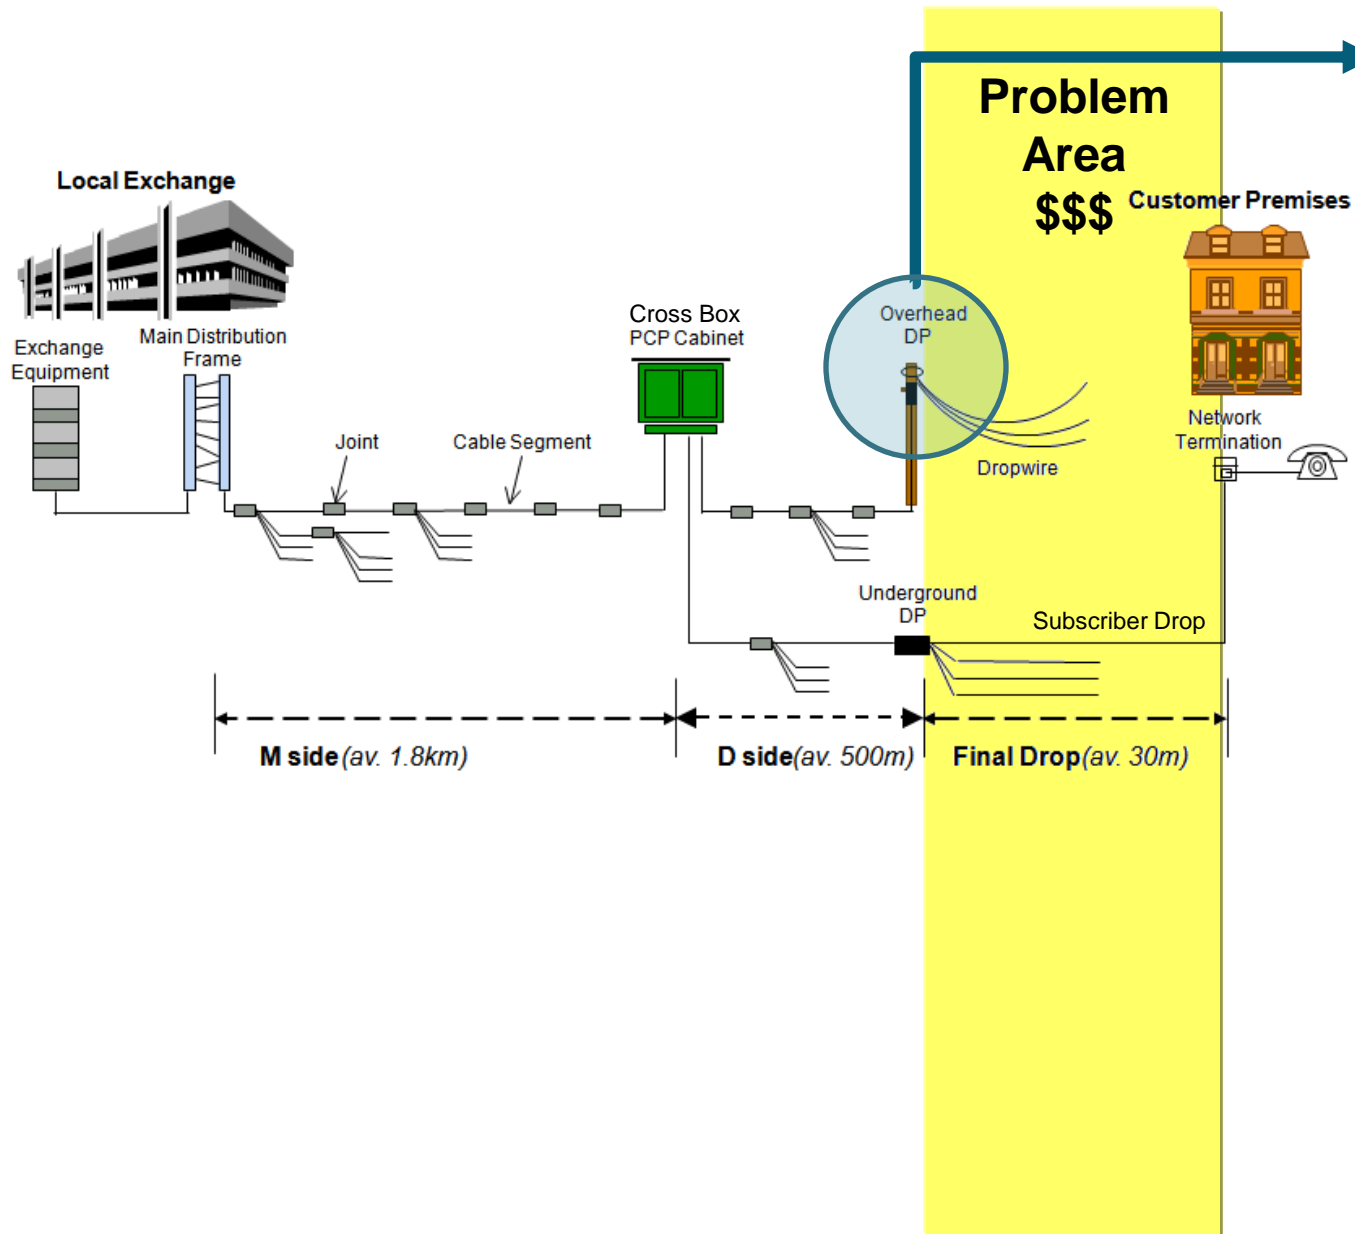 Problem
Area
$$$
Local Exchange
Customer Premises
Cross Box
PCP Cabinet
Overhead
DP
Main Distribution
Frame
Exchange
Equipment
Joint
Cable Segment
Dropwire
Network
Termination
Underground
DP
Subscriber Drop
M side (av. 1.8km)
D side(av. 500m)
Final Drop(av. 30m)